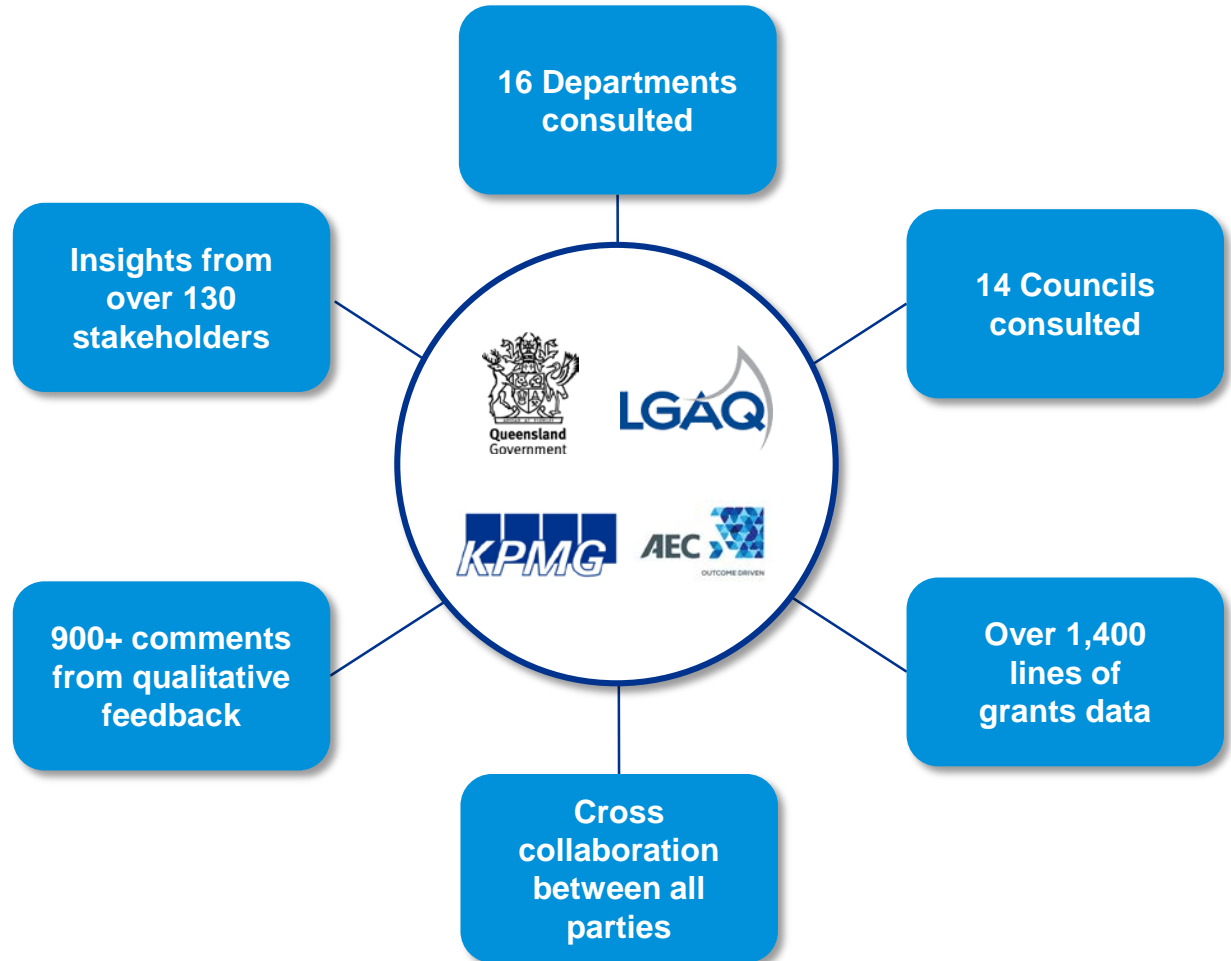 16 Departments
consulted
Insights from
over 130
stakeholders
14 Councils
consulted
Queensland
Government
LGAQ
KPMG
AEC
OUTCOME DRIVEN
900+ comments
from qualitative
feedback
Over 1,400
lines of
grants data
Cross
collaboration
between all
parties